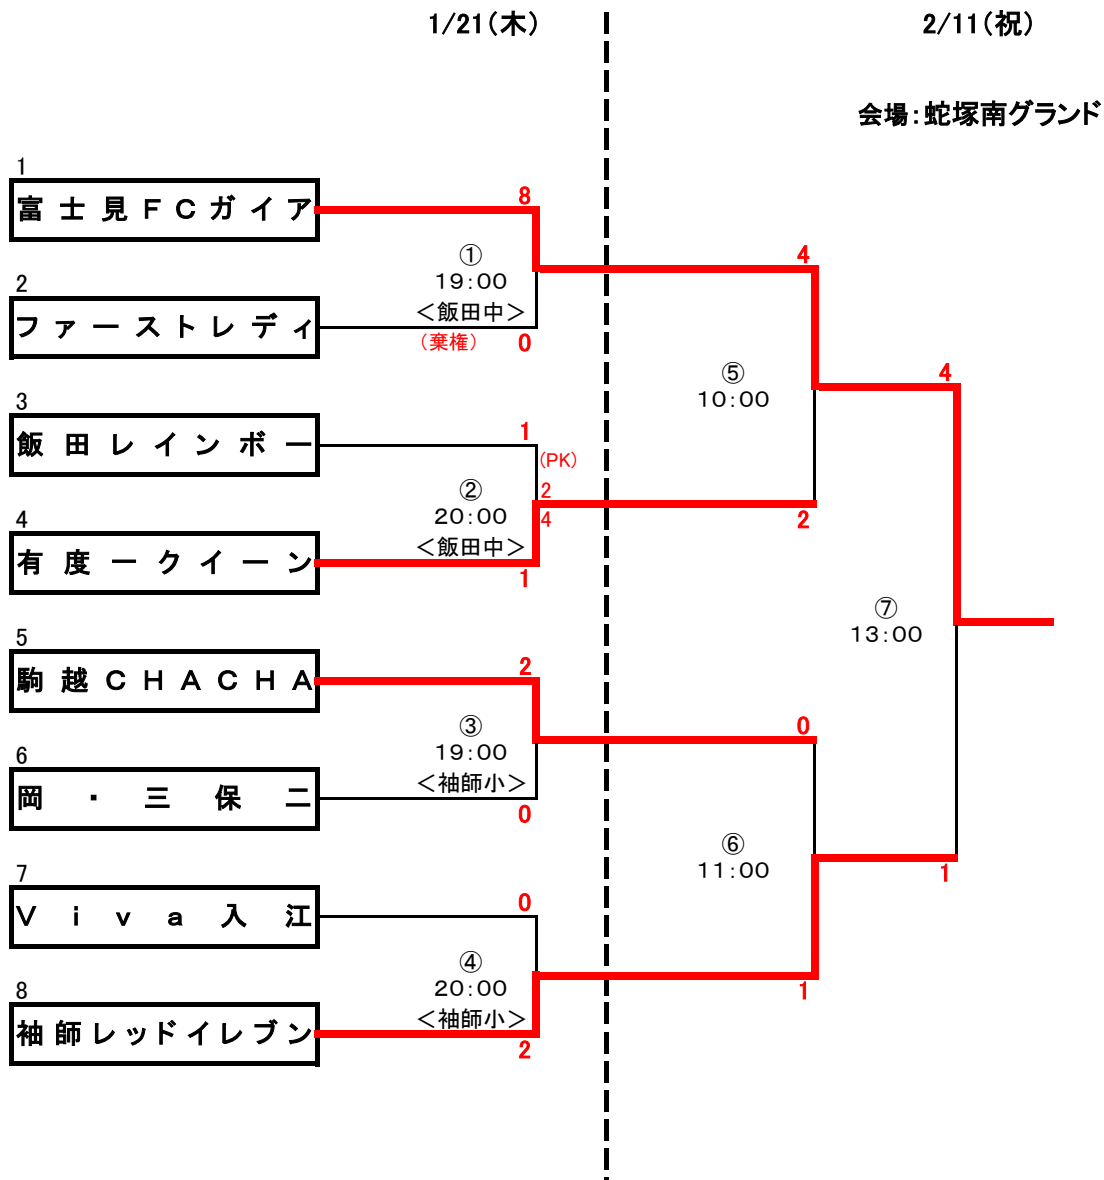 1/21(木)
2/11(祝)
会場:蛇塚南グランド
1
富士見FCガイア
8
①
19:00
<飯田中>
4
2
ファーストレディ
(棄権)
0
⑤
10:00
4
3
飯田レインボー
1
(PK)
②
20:00
<飯田中>
2
4
2
4
有度ークイーン
1
⑦
13:00
5
駒越CHACHA
2
③
19:00
<袖師小>
0
6
岡・三保二
0
⑥
11:00
1
7
Viva入江
0
④
20:00
<袖師小>
1
8
袖師レッドイレブン
2